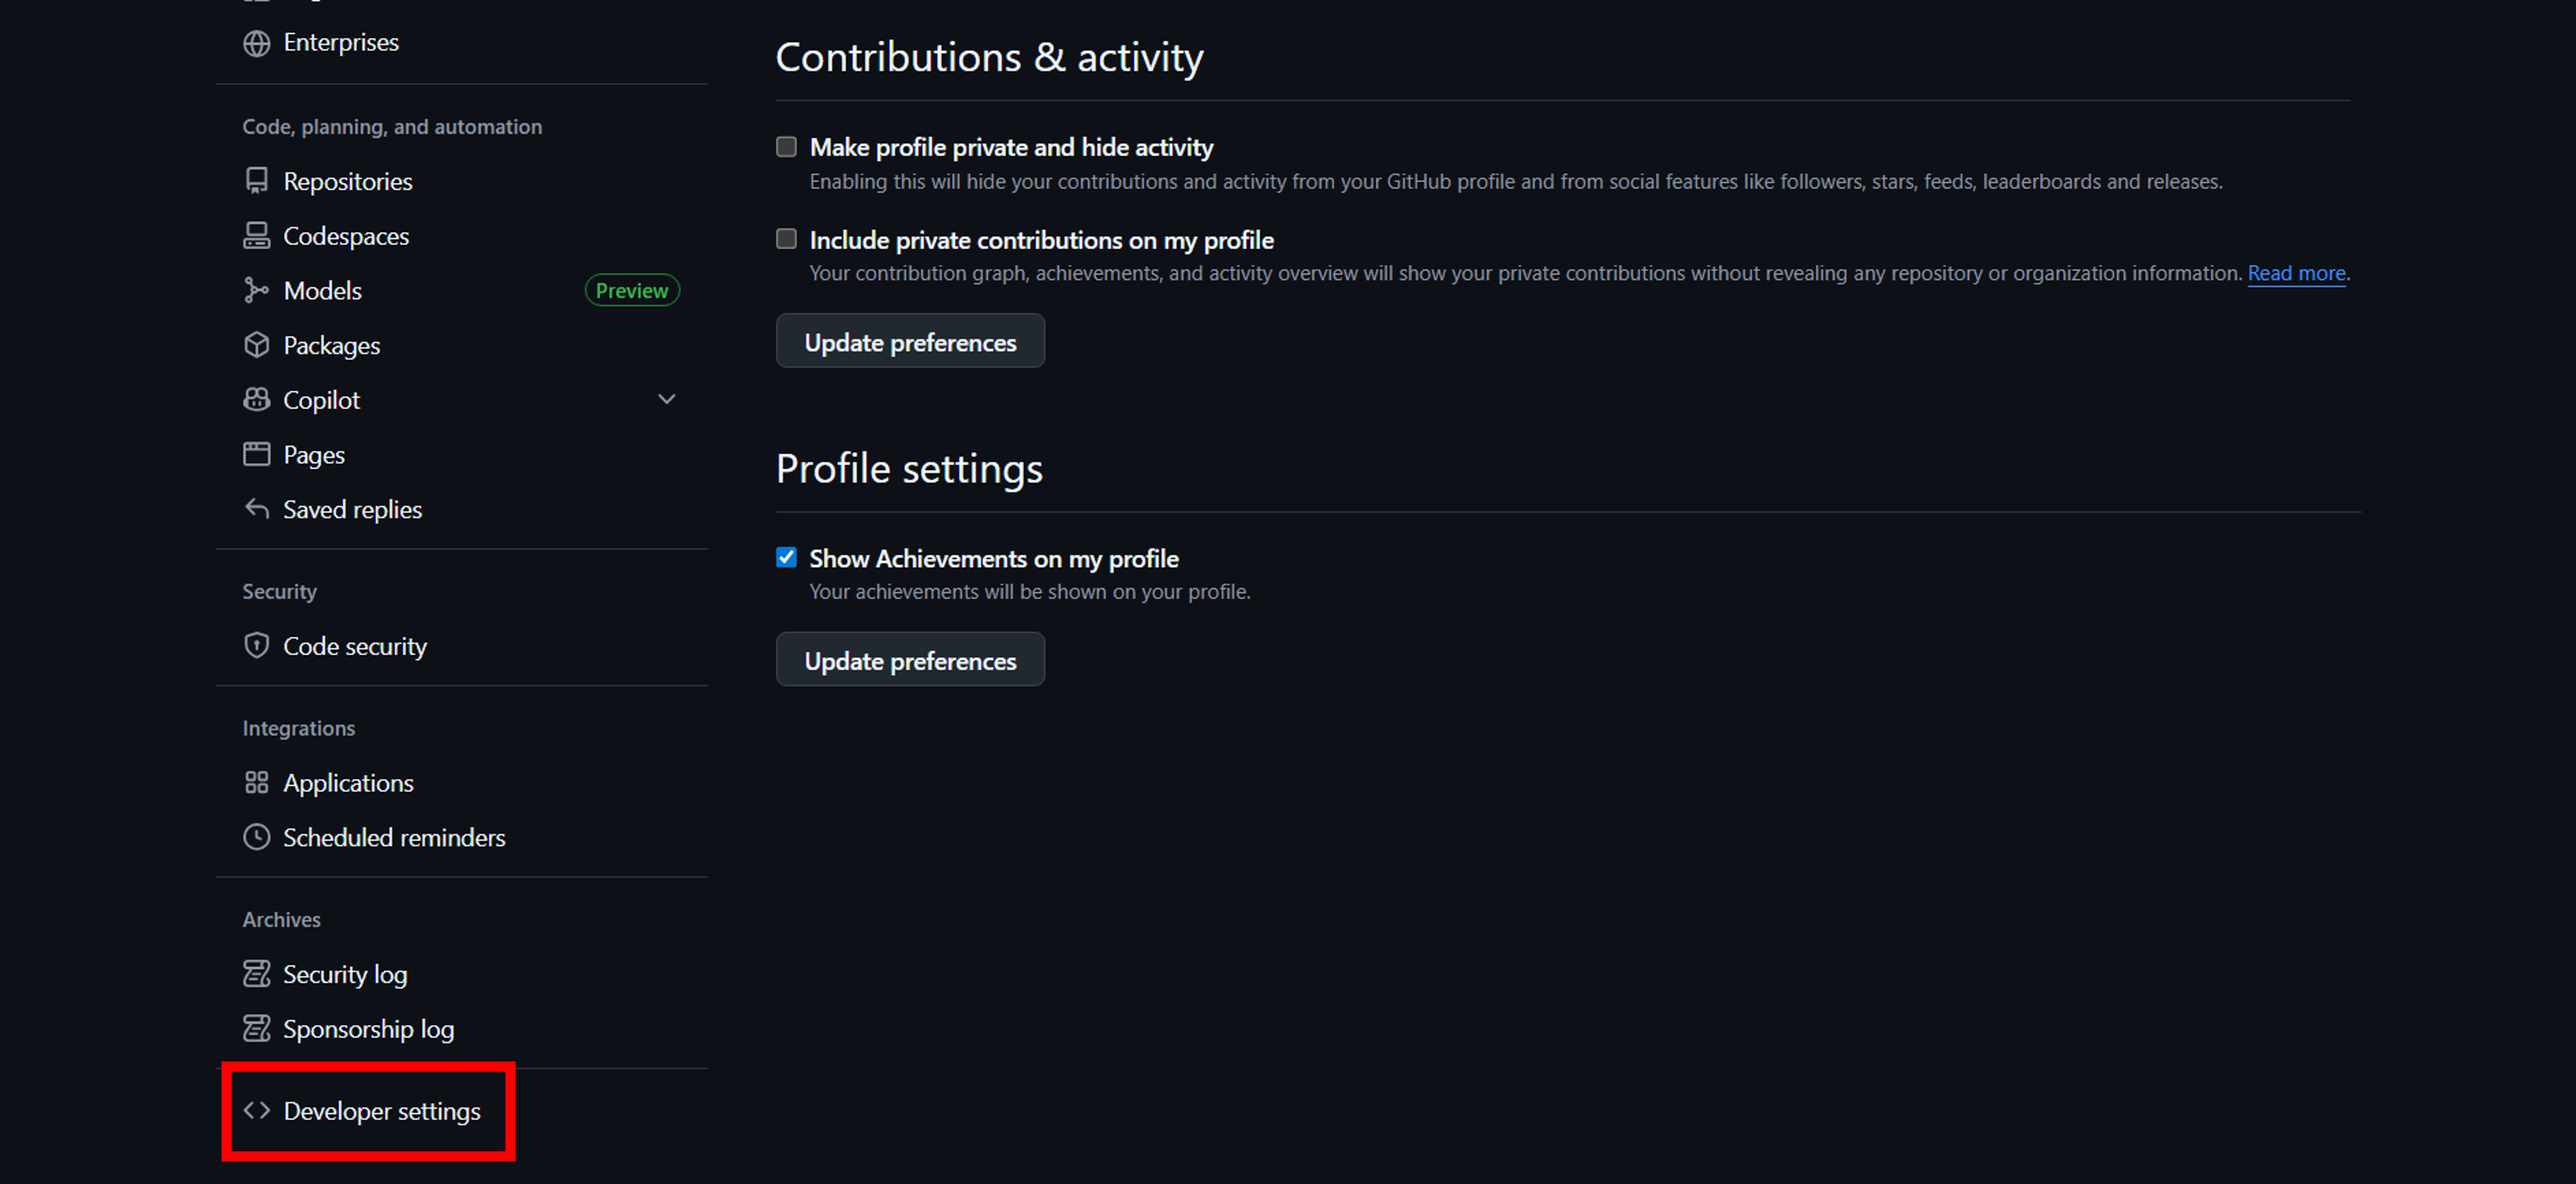 Enterprises
Code, planning, and automation
Repositories
Codespaces
Models
Preview
Packages
Copilot
Pages
Saved replies
Security
Code security
Integrations
Applications
Scheduled reminders
Archives
Security log
Sponsorship log
Developer settings
Contributions & activity
Make profile private and hide activity
Enabling this will hide your contributions and activity from your GitHub profile and from social features like followers, stars, feeds, leaderboards and releases.
Include private contributions on my profile
Your contribution graph, achievements, and activity overview will show your private contributions without revealing any repository or organization information. Read more.
Update preferences
Profile settings
Show Achievements on my profile
Your achievements will be shown on your profile.
Update preferences